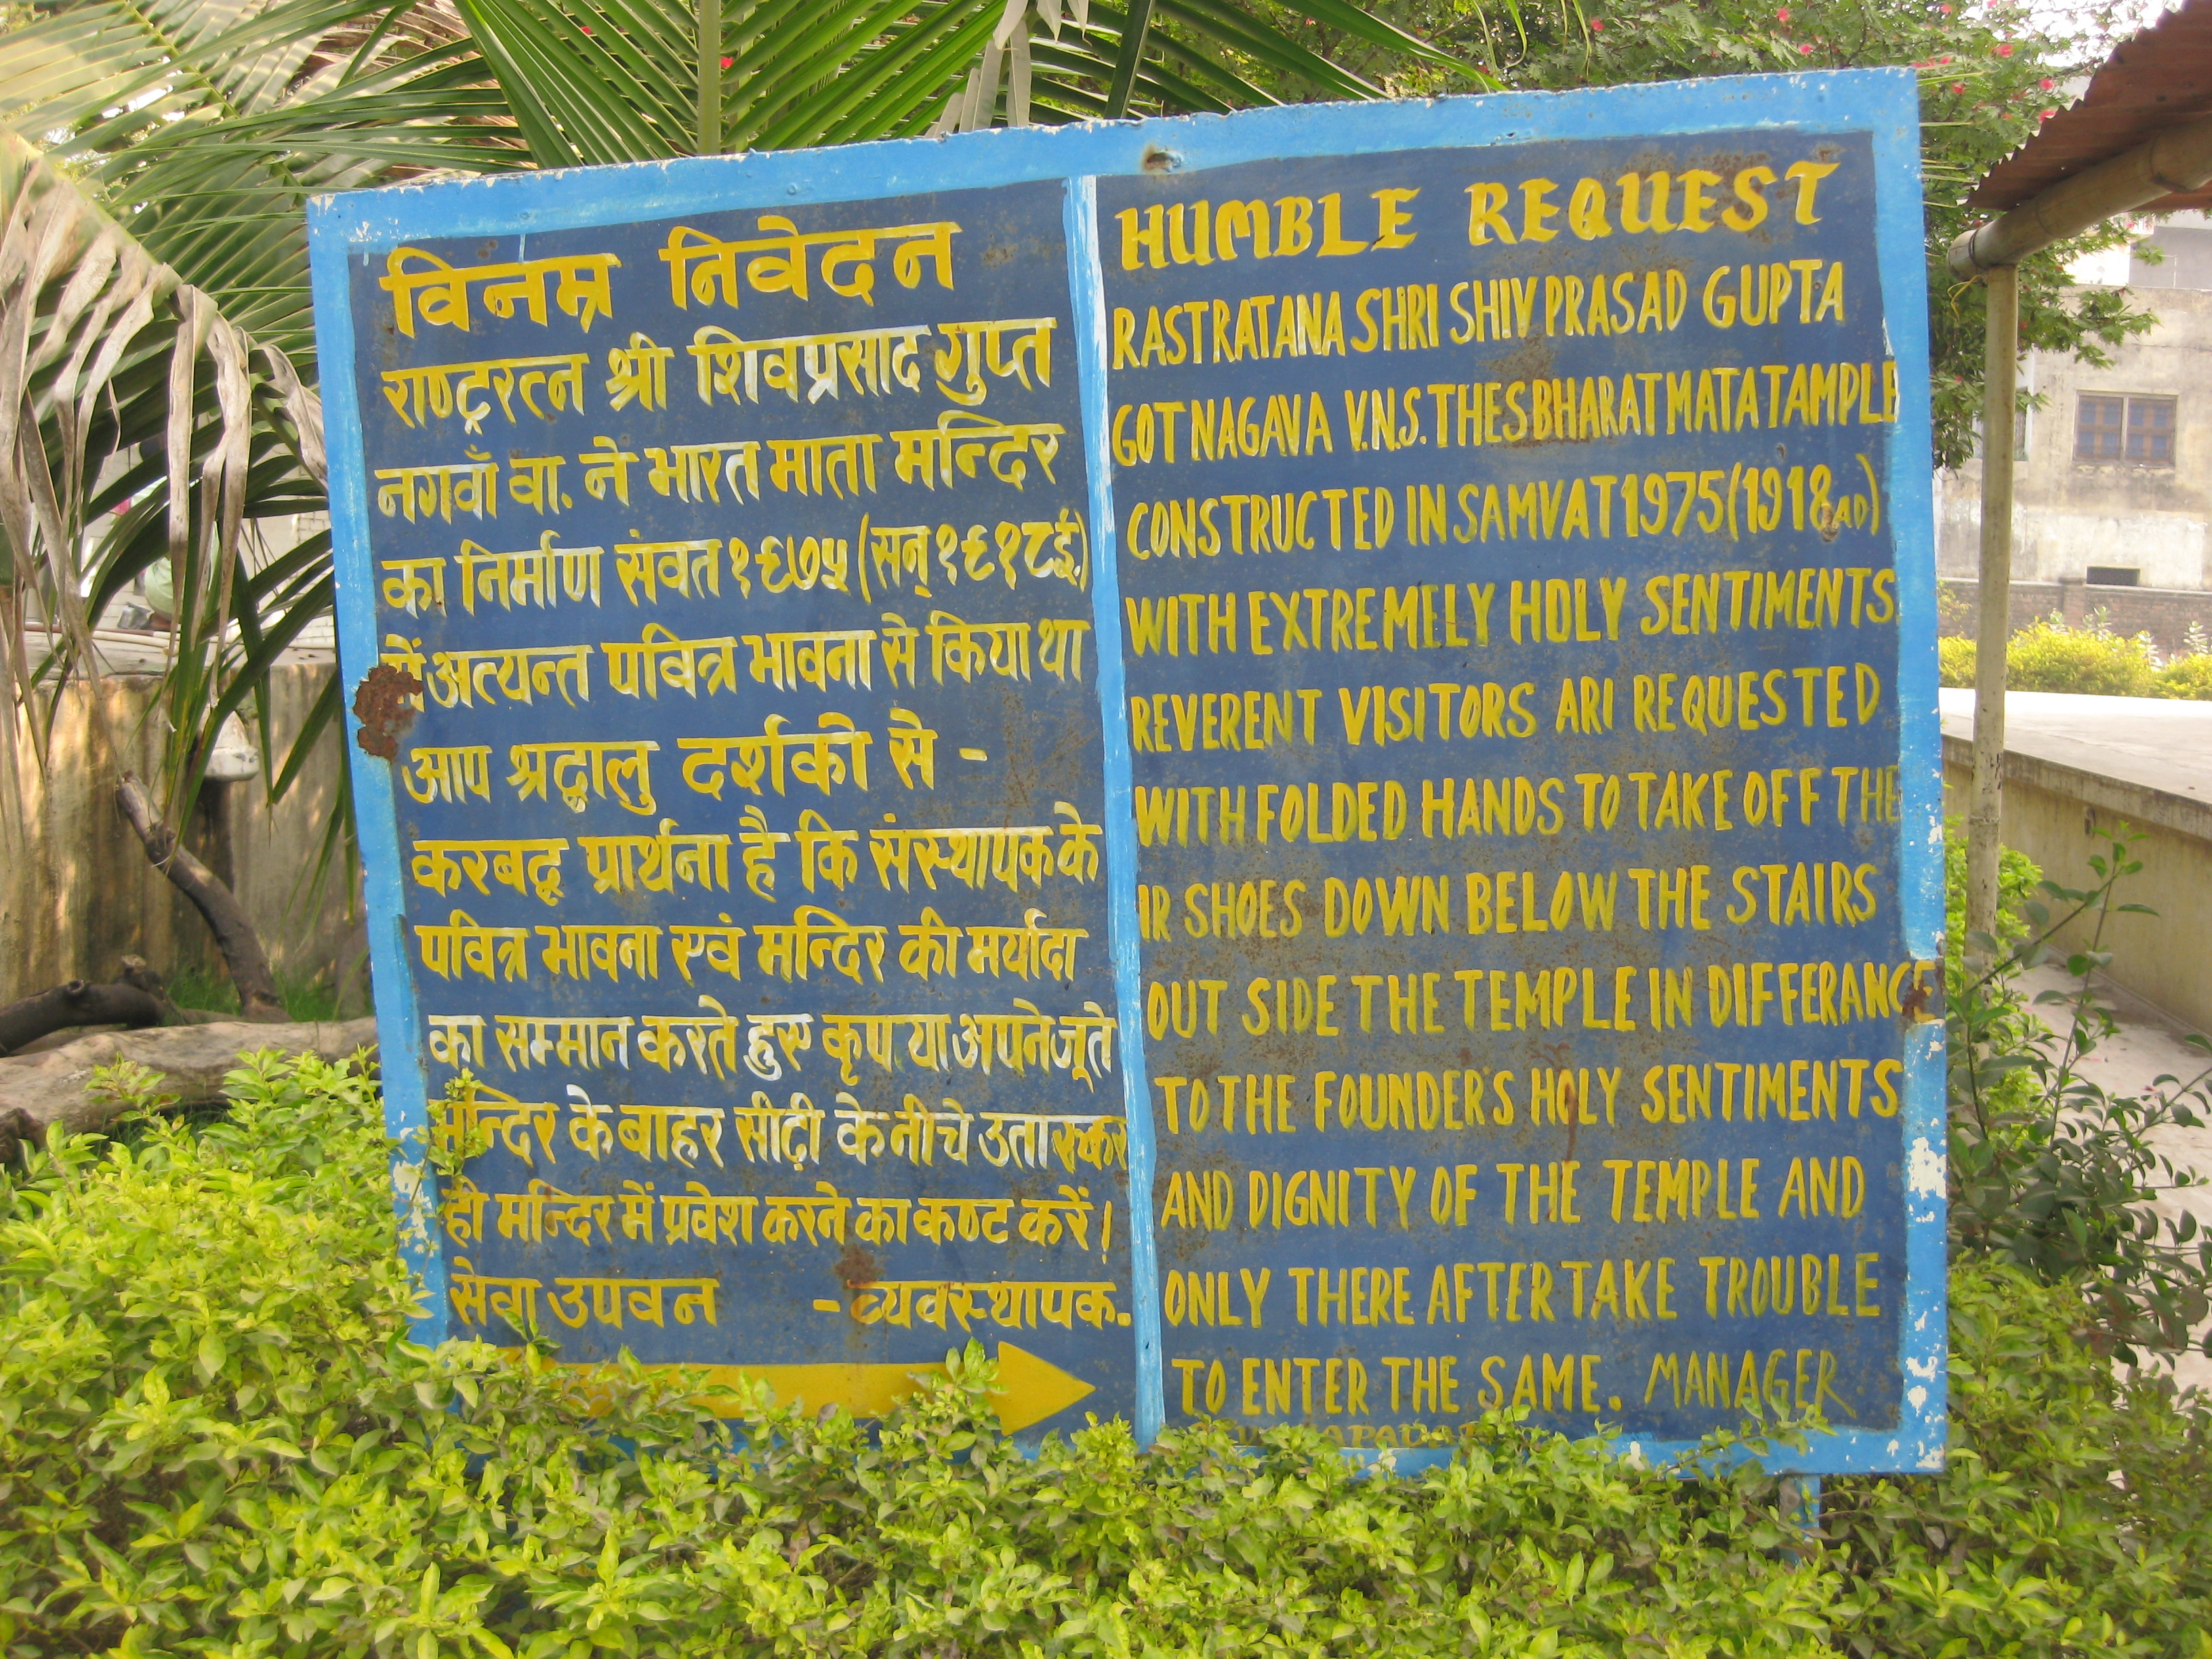 विनम्र निवेदन
राष्ट्ररत्न श्री शिवप्रसाद गुप्त
नगवाँ वा. ने भारत माता मन्दिर
का निर्माण संवत १९७५ (सन् १९१८ ई.)
में अत्यन्त पवित्र भावना से किया था
आप श्रद्धालु दर्शको से -
करबद्ध प्रार्थना है कि संस्थापक के
पवित्र भावना एवं मन्दिर की मर्यादा
का सम्मान करते हुए कृपया अपने जूते
मन्दिर के बाहर सीढ़ी के नीचे उतारकर
ही मन्दिर में प्रवेश करने का कष्ट करें।
सेवा उपवन - व्यवस्थापक.
HUMBLE REQUEST
RASTRATANA SHRI SHIV PRASAD GUPTA
GOT NAGAVA V.N.S. THES BHARAT MATA TAMPLE
CONSTRUCTED IN SAMVAT 1975 (1918 AD)
WITH EXTREMELY HOLY SENTIMENTS
REVERENT VISITORS ARI REQUESTED
WITH FOLDED HANDS TO TAKE OFF THE
IR SHOES DOWN BELOW THE STAIRS
OUT SIDE THE TEMPLE IN DIFFERANCE
TO THE FOUNDER'S HOLY SENTIMENTS
AND DIGNITY OF THE TEMPLE AND
ONLY THERE AFTER TAKE TROUBLE
TO ENTER THE SAME. MANAGER